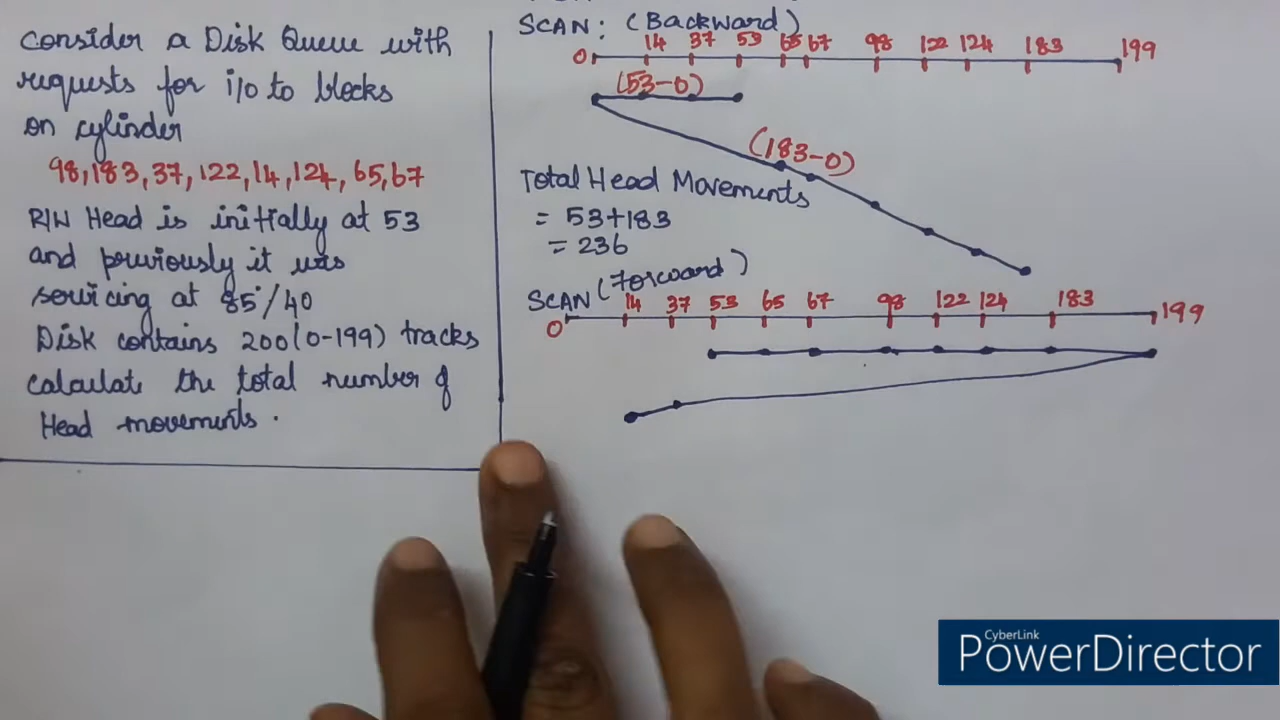 Consider a Disk Queue with
requests for i/o to blocks
on cylinder
98,183,37,122,14,124,65,67
R/W Head is initially at 53
and previously it was
servicing at 85/40
Disk contains 200(0-199) tracks
calculate the total number of
Head movements.
SCAN: (Backward)
0 14 37 53 65 67 98 122 124 183 199
(53-0)
(183-0)
Total Head Movements
= 53+183
= 236
SCAN (Forward)
0 14 37 53 65 67 98 122 124 183 199
CyberLink
PowerDirector